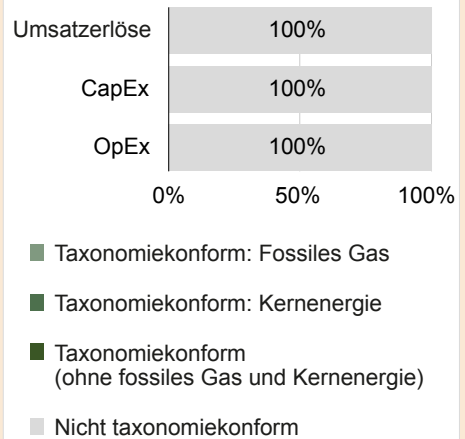 Umsatzerlöse 100%
CapEx 100%
OpEx 100%
0% 50% 100%
Taxonomiekonform: Fossiles Gas
Taxonomiekonform: Kernenergie
Taxonomiekonform
(ohne fossiles Gas und Kernenergie)
Nicht taxonomiekonform